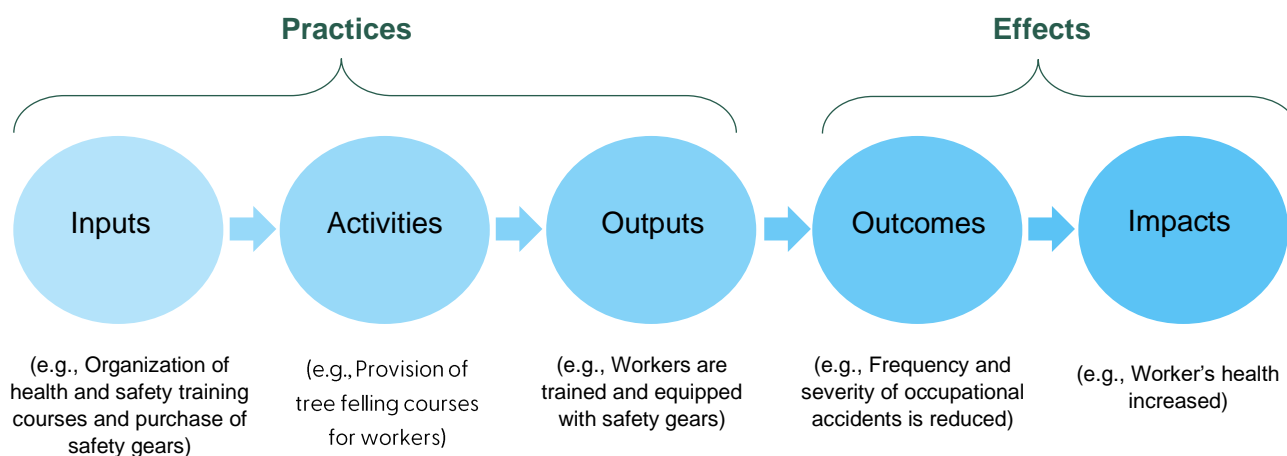 Practices
Effects
Inputs
Activities
Outputs
Outcomes
Impacts
(e.g., Organization of
health and safety training
courses and purchase of
safety gears)
(e.g., Provision of
tree felling courses
for workers)
(e.g., Workers are
trained and equipped
with safety gears)
(e.g., Frequency and
severity of occupational
accidents is reduced)
(e.g., Worker’s health
increased)